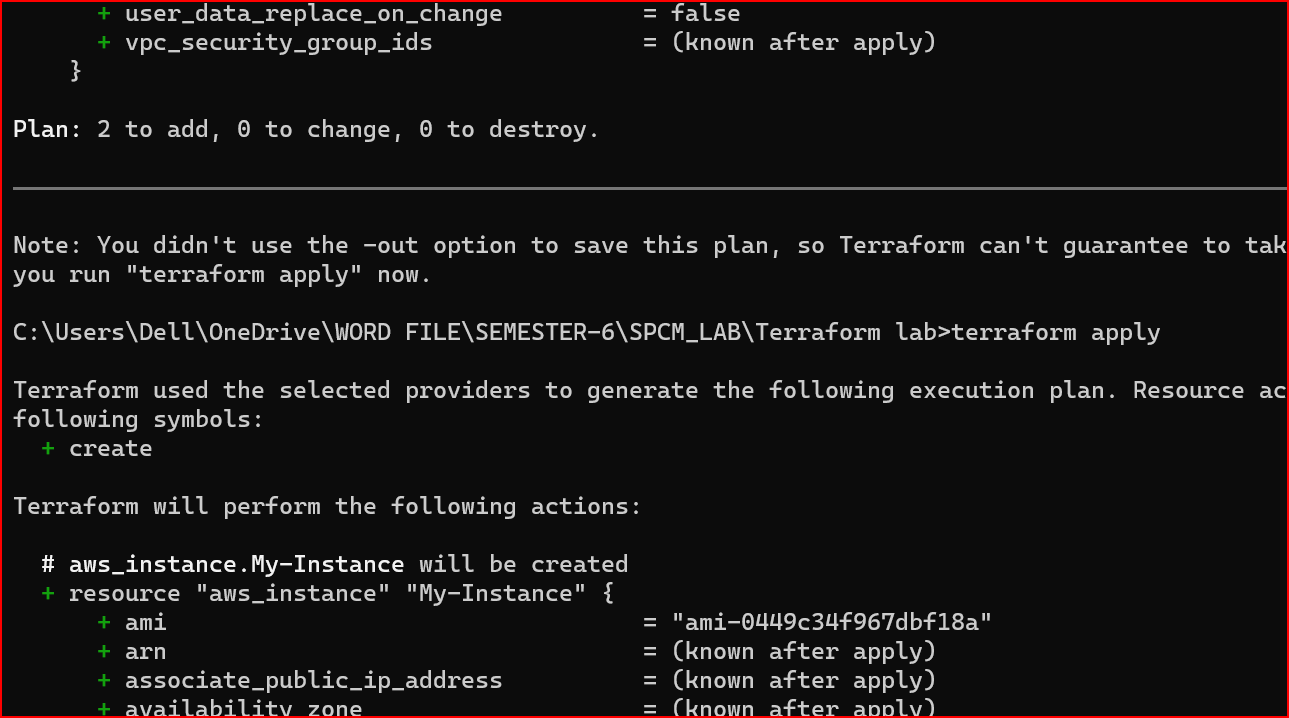 + user_data_replace_on_change = false
+ vpc_security_group_ids = (known after apply)
}
Plan: 2 to add, 0 to change, 0 to destroy.
Note: You didn't use the -out option to save this plan, so Terraform can't guarantee to tak
you run "terraform apply" now.
C:\Users\Dell\OneDrive\WORD FILE\SEMESTER-6\SPCM_LAB\Terraform lab>terraform apply
Terraform used the selected providers to generate the following execution plan. Resource ac
following symbols:
+ create
Terraform will perform the following actions:
# aws_instance.My-Instance will be created
+ resource "aws_instance" "My-Instance" {
+ ami = "ami-0449c34f967dbf18a"
+ arn = (known after apply)
+ associate_public_ip_address = (known after apply)
+ availability_zone = (known after apply)